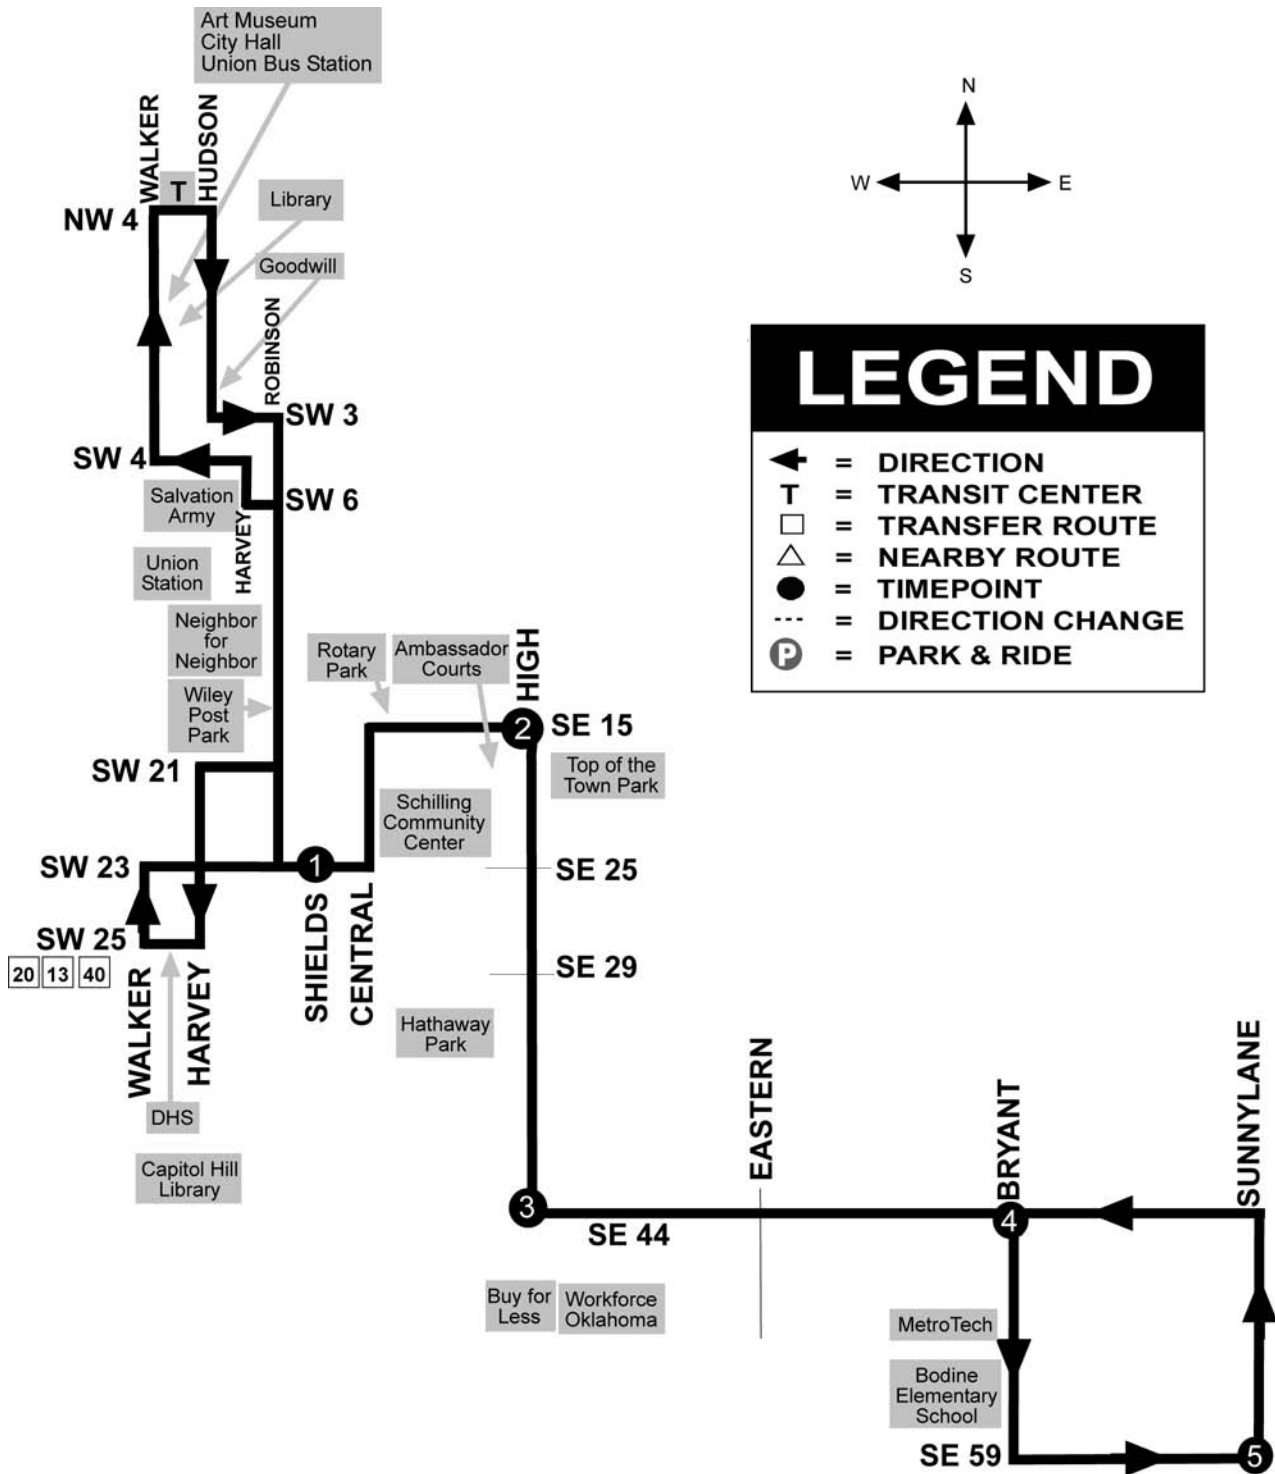 Art Museum
City Hall
Union Bus Station
WALKER
HUDSON
T
NW 4
Library
Goodwill
ROBINSON
SW 3
SW 4
SW 6
Salvation
Army
HARVEY
Union
Station
Neighbor
for
Neighbor
Wiley
Post
Park
Rotary
Park
Ambassador
Courts
HIGH
2
SE 15
Top of the
Town Park
SW 21
Schilling
Community
Center
SW 23
1
SE 25
SW 25
20 13 40
WALKER
HARVEY
SHIELDS
CENTRAL
SE 29
Hathaway
Park
DHS
Capitol Hill
Library
3
SE 44
EASTERN
BRYANT
4
SUNNYLANE
Buy for
Less
Workforce
Oklahoma
MetroTech
Bodine
Elementary
School
SE 59
5
N
W
E
S
LEGEND
= DIRECTION
T = TRANSIT CENTER
= TRANSFER ROUTE
= NEARBY ROUTE
= TIMEPOINT
= DIRECTION CHANGE
P = PARK & RIDE